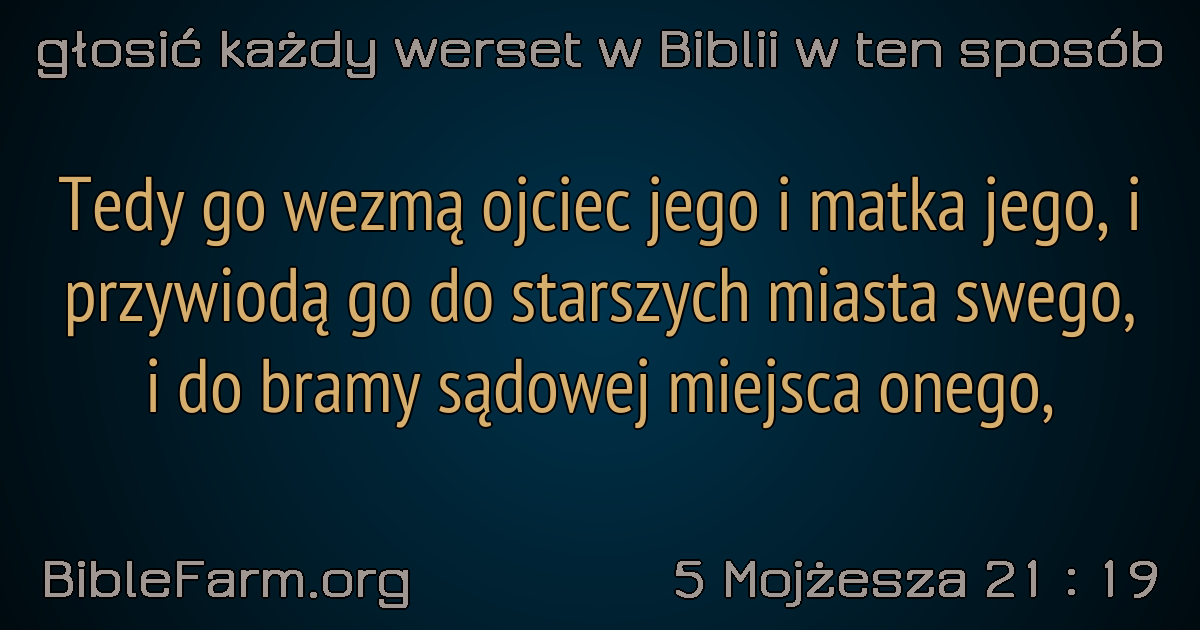 głosić każdy werset w Biblii w ten sposób
Tedy go wezmą ojciec jego i matka jego, i
przywiodą go do starszych miasta swego,
i do bramy sądowej miejsca onego,
BibleFarm.org
5 Mojżesza 21 : 19